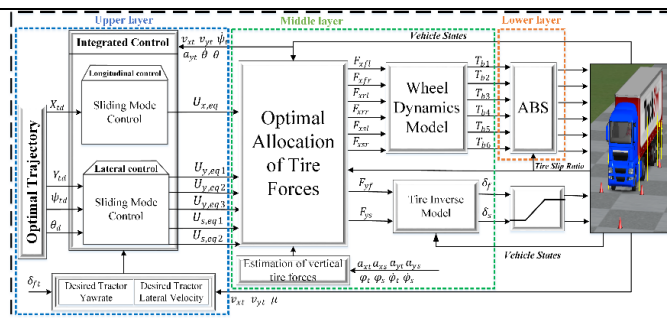 Upper layer
Middle layer
Lower layer
Integrated Control
v_xt v_yt ψ̇_t
a_yt θ̇ θ
Vehicle States
Longitudinal control
Sliding Mode
Control
X_td
U_x,eq
Optimal Trajectory
Lateral control
Sliding Mode
Control
Y_td
ψ_td
θ_d
U_y,eq1
U_y,eq2
U_y,eq3
U_s,eq1
U_s,eq2
Optimal
Allocation
of Tire
Forces
F_xfl
F_xfr
F_xrl
F_xrr
F_xsl
F_xsr
Wheel
Dynamics
Model
T_b1
T_b2
T_b3
T_b4
T_b5
T_b6
ABS
Tire Slip Ratio
F_yf
F_ys
Tire Inverse
Model
δ_f
δ_s
Vehicle States
Estimation of vertical
tire forces
a_xt a_xs a_yt a_ys
φ_t φ_s φ̇_t φ̇_s
δ_ft
Desired Tractor
Yawrate
Desired Tractor
Lateral Velocity
v_xt v_yt μ